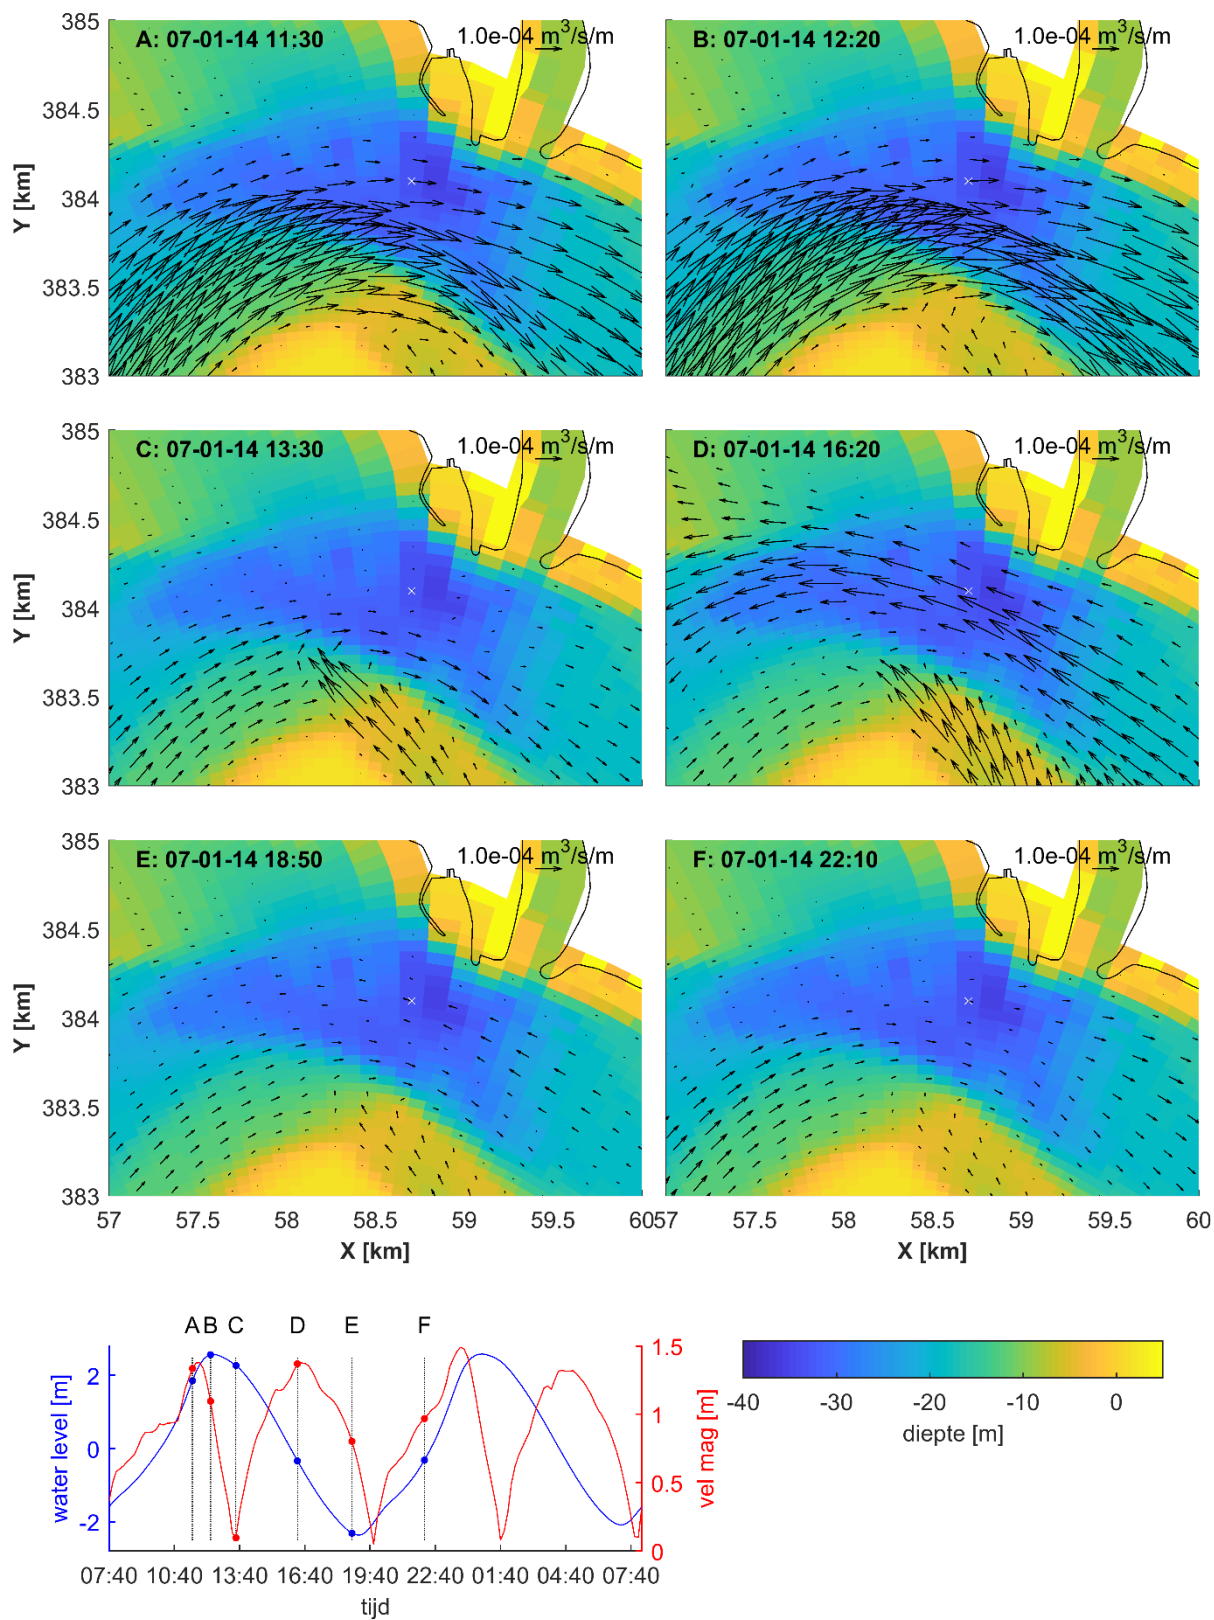 385
384.5
384
383.5
383
Y [km]
A: 07-01-14 11:30
1.0e-04 m³/s/m
B: 07-01-14 12:20
1.0e-04 m³/s/m
385
384.5
384
383.5
383
Y [km]
C: 07-01-14 13:30
1.0e-04 m³/s/m
D: 07-01-14 16:20
1.0e-04 m³/s/m
385
384.5
384
383.5
383
Y [km]
E: 07-01-14 18:50
1.0e-04 m³/s/m
F: 07-01-14 22:10
1.0e-04 m³/s/m
57 57.5 58 58.5 59 59.5 60
X [km]
57 57.5 58 58.5 59 59.5 60
X [km]
A B C D E F
2
0
-2
water level [m]
1.5
1
0.5
0
vel mag [m]
07:40 10:40 13:40 16:40 19:40 22:40 01:40 04:40 07:40
tijd
-40 -30 -20 -10 0
diepte [m]